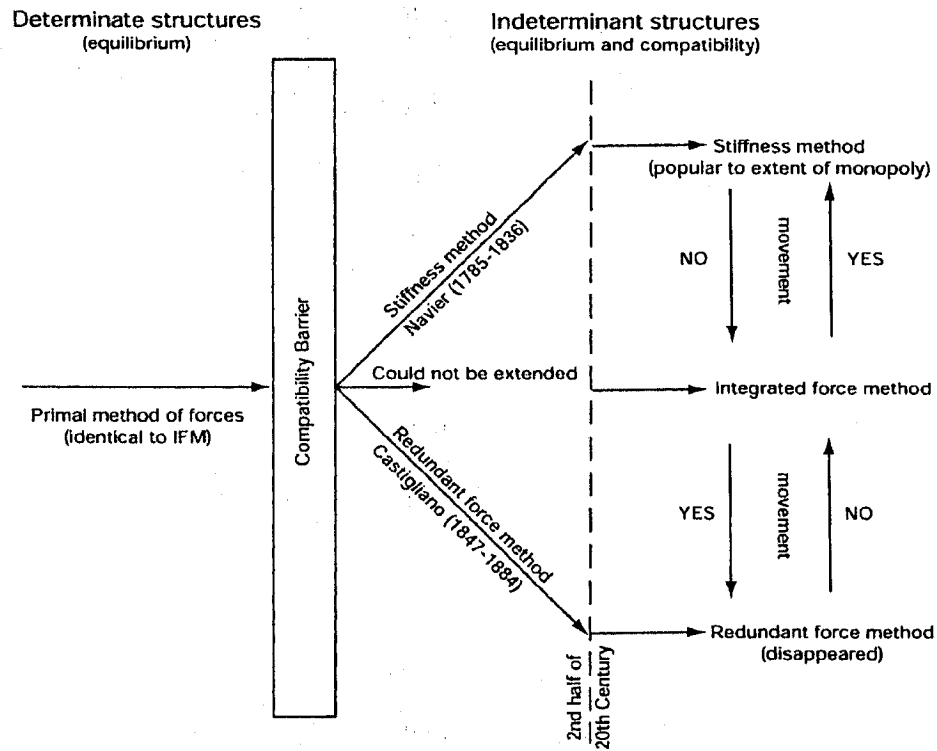 Determinate structures
(equilibrium)
Indeterminant structures
(equilibrium and compatibility)
Compatibility Barrier
Primal method of forces
(identical to IFM)
Stiffness method
Navier (1785-1836)
Could not be extended
Redundant force method
Castigliano (1847-1884)
2nd half of
20th Century
Stiffness method
(popular to extent of monopoly)
NO
movement
YES
Integrated force method
YES
movement
NO
Redundant force method
(disappeared)